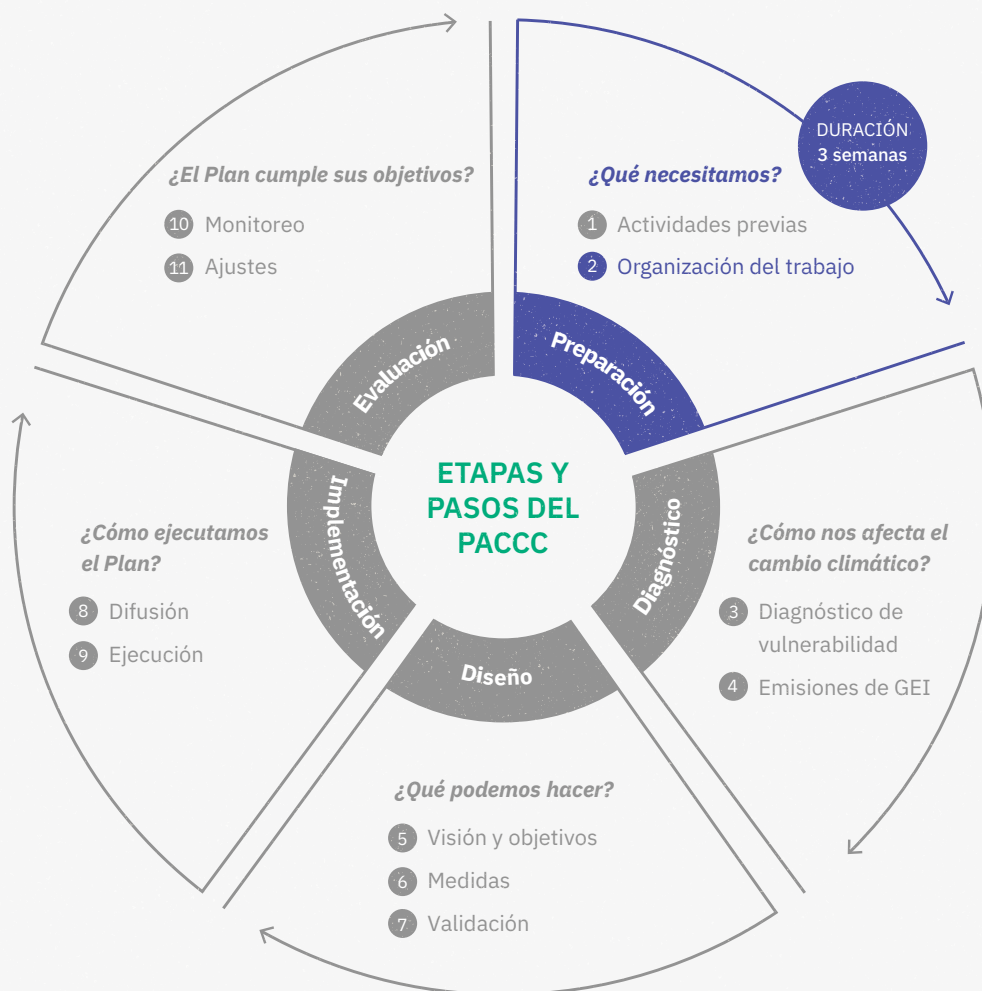 ETAPAS Y
PASOS DEL
PACCC
Preparación
¿Qué necesitamos?
1 Actividades previas
2 Organización del trabajo
DURACIÓN
3 semanas
Diagnóstico
¿Cómo nos afecta el
cambio climático?
3 Diagnóstico de
vulnerabilidad
4 Emisiones de GEI
Diseño
¿Qué podemos hacer?
5 Visión y objetivos
6 Medidas
7 Validación
Implementación
¿Cómo ejecutamos
el Plan?
8 Difusión
9 Ejecución
Evaluación
¿El Plan cumple sus objetivos?
10 Monitoreo
11 Ajustes